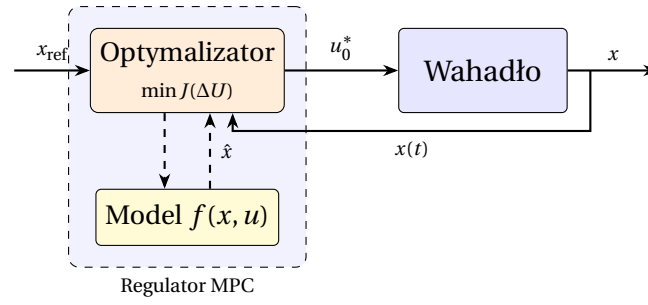 x_ref
Optymalizator
min J(ΔU)
u_0^*
Wahadło
x
x̂
x(t)
Model f(x, u)
Regulator MPC